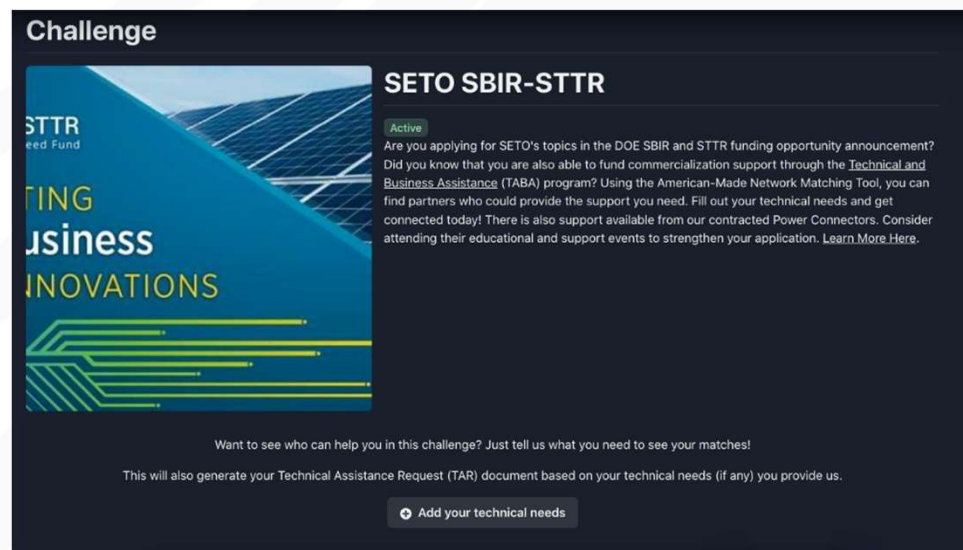 Challenge
STTR
eed Fund
TING
usiness
NNOVATIONS
SETO SBIR-STTR
Active
Are you applying for SETO's topics in the DOE SBIR and STTR funding opportunity announcement?
Did you know that you are also able to fund commercialization support through the Technical and
Business Assistance (TABA) program? Using the American-Made Network Matching Tool, you can
find partners who could provide the support you need. Fill out your technical needs and get
connected today! There is also support available from our contracted Power Connectors. Consider
attending their educational and support events to strengthen your application. Learn More Here.
Want to see who can help you in this challenge? Just tell us what you need to see your matches!
This will also generate your Technical Assistance Request (TAR) document based on your technical needs (if any) you provide us.
Add your technical needs